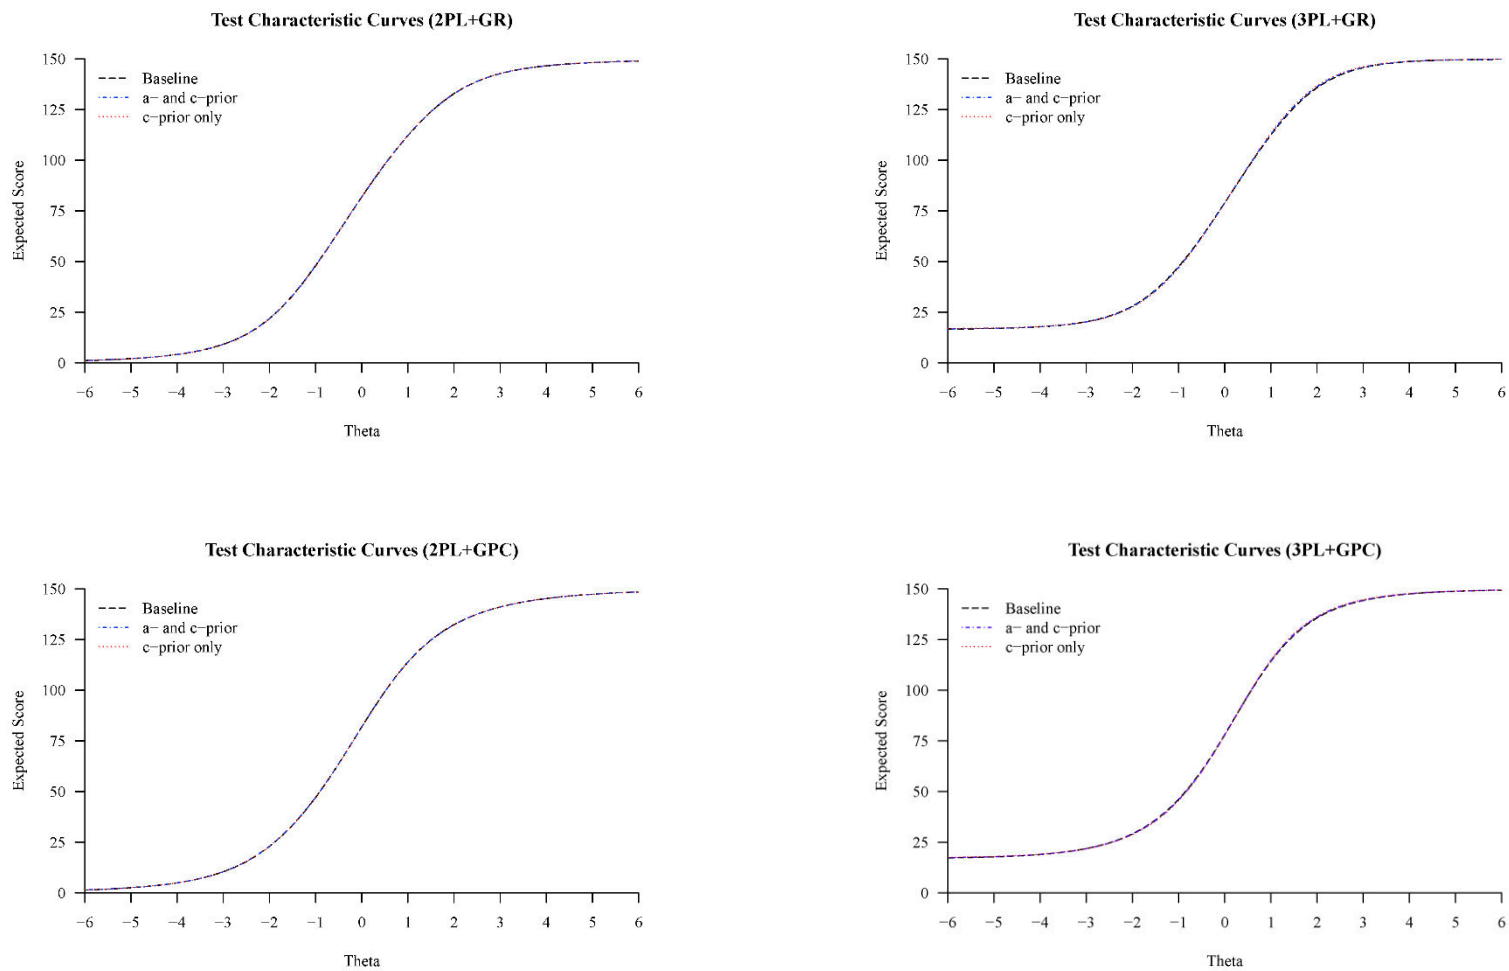 Test Characteristic Curves (2PL+GR)
150
125
100
75
50
25
0
Expected Score
Baseline
a− and c−prior
c−prior only
−6 −5 −4 −3 −2 −1 0 1 2 3 4 5 6
Theta
Test Characteristic Curves (3PL+GR)
150
125
100
75
50
25
0
Expected Score
Baseline
a− and c−prior
c−prior only
−6 −5 −4 −3 −2 −1 0 1 2 3 4 5 6
Theta
Test Characteristic Curves (2PL+GPC)
150
125
100
75
50
25
0
Expected Score
Baseline
a− and c−prior
c−prior only
−6 −5 −4 −3 −2 −1 0 1 2 3 4 5 6
Theta
Test Characteristic Curves (3PL+GPC)
150
125
100
75
50
25
0
Expected Score
Baseline
a− and c−prior
c−prior only
−6 −5 −4 −3 −2 −1 0 1 2 3 4 5 6
Theta